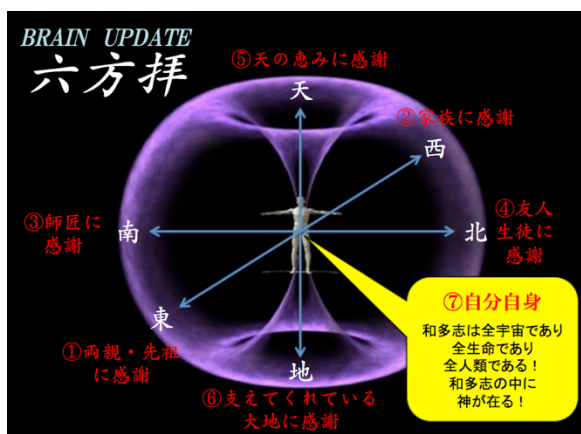 BRAIN UPDATE
六方拝
⑤天の恵みに感謝
天
②家族に感謝
西
③師匠に
感謝
南
北
④友人
生徒に
感謝
東
①両親・先祖
に感謝
地
⑥支えてくれている
大地に感謝
⑦自分自身
和多志は全宇宙であり
全生命であり
全人類である！
和多志の中に
神が在る！